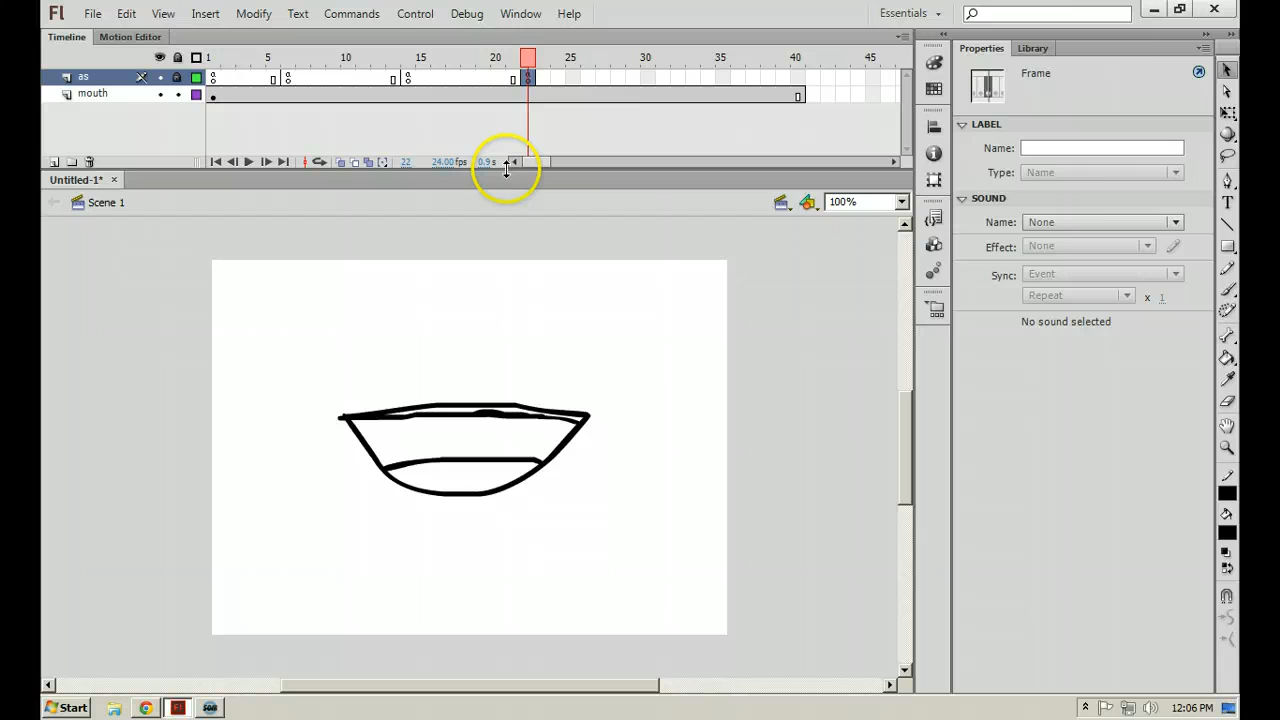 Fl File Edit View Insert Modify Text Commands Control Debug Window Help Essentials
Timeline Motion Editor
1 5 10 15 20 25 30 35 40 45
as
mouth
22 24.00 fps 0.9 s
Untitled-1* ×
Scene 1 100%
Properties Library
Frame
LABEL
Name:
Type: Name
SOUND
Name: None
Effect: None
Sync: Event
Repeat x 1
No sound selected
Start Fl 12:06 PM